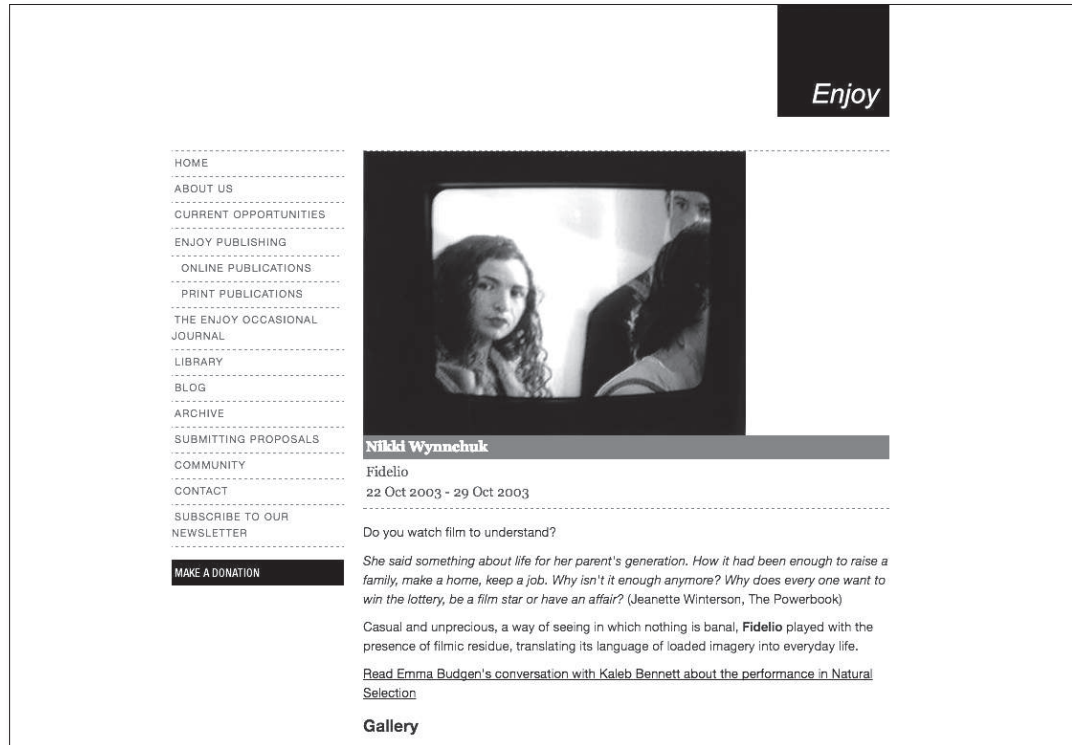 Enjoy
HOME
ABOUT US
CURRENT OPPORTUNITIES
ENJOY PUBLISHING
ONLINE PUBLICATIONS
PRINT PUBLICATIONS
THE ENJOY OCCASIONAL
JOURNAL
LIBRARY
BLOG
ARCHIVE
SUBMITTING PROPOSALS
COMMUNITY
CONTACT
SUBSCRIBE TO OUR
NEWSLETTER
MAKE A DONATION
Nikki Wynnchuk
Fidelio
22 Oct 2003 - 29 Oct 2003
Do you watch film to understand?
She said something about life for her parent's generation. How it had been enough to raise a
family, make a home, keep a job. Why isn't it enough anymore? Why does every one want to
win the lottery, be a film star or have an affair? (Jeanette Winterson, The Powerbook)
Casual and unprecious, a way of seeing in which nothing is banal, Fidelio played with the
presence of filmic residue, translating its language of loaded imagery into everyday life.
Read Emma Budgen's conversation with Kaleb Bennett about the performance in Natural
Selection
Gallery